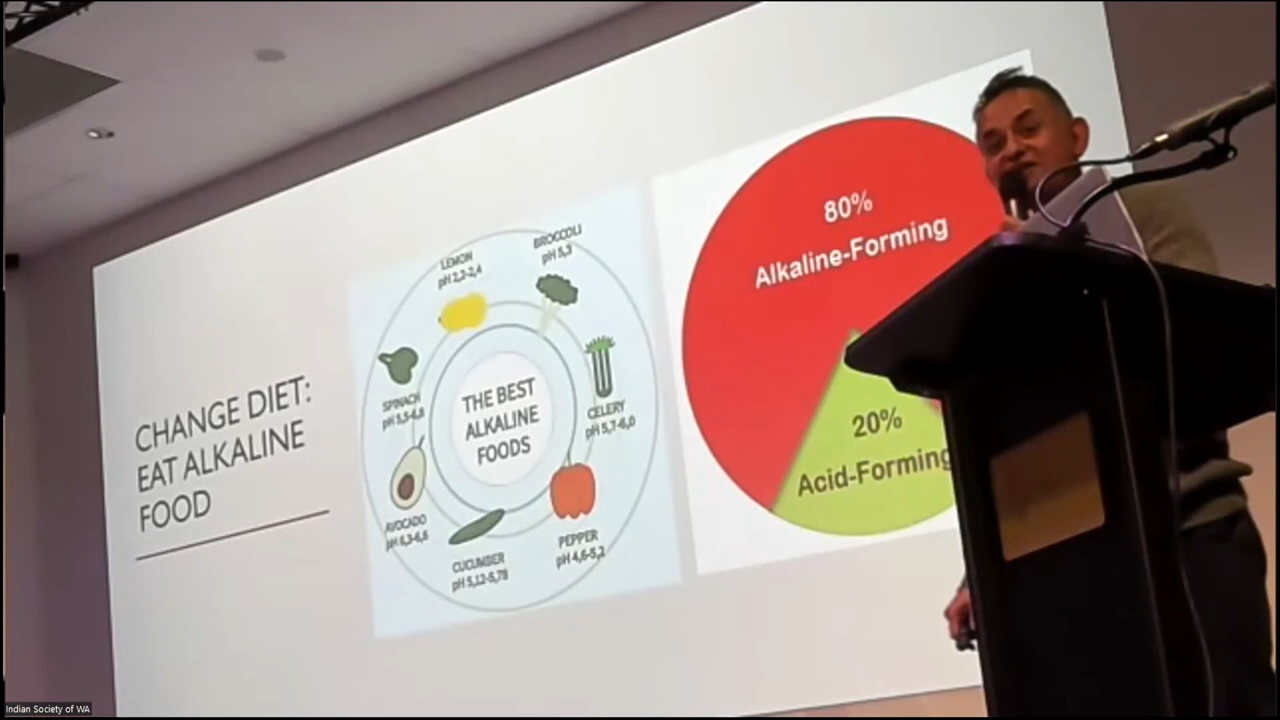 CHANGE DIET:
EAT ALKALINE
FOOD
LEMON
pH 2,2-2,4
BROCCOLI
pH 5,3
SPINACH
pH 5,5-6,8
THE BEST
ALKALINE
FOODS
CELERY
pH 5,7-6,0
AVOCADO
pH 6,3-6,6
CUCUMBER
pH 5,12-5,78
PEPPER
pH 4,6-5,2
80%
Alkaline-Forming
20%
Acid-Forming
Indian Society of WA